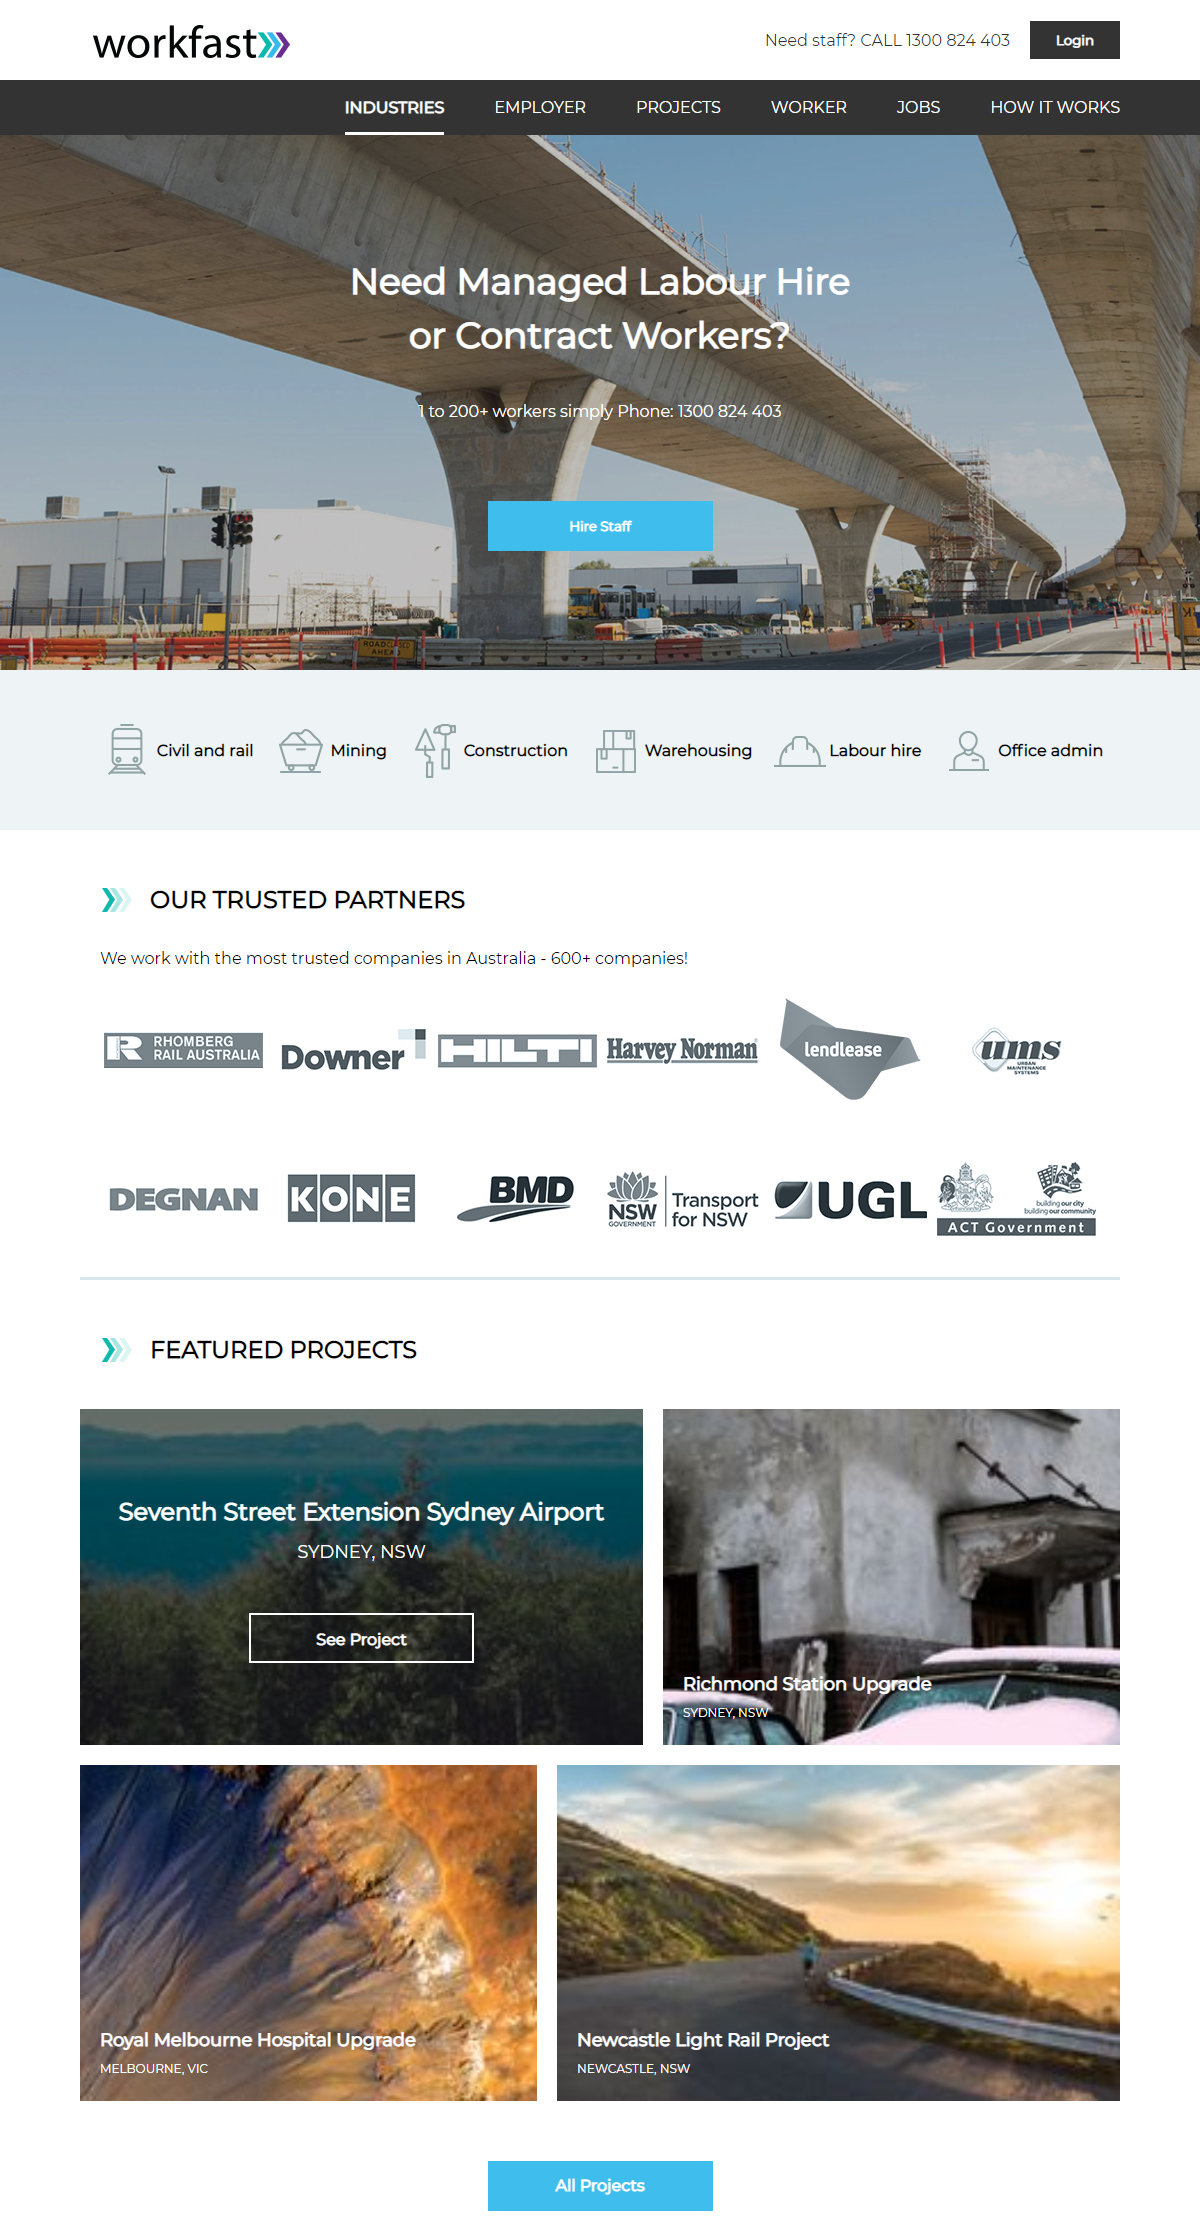 workfast
Need staff? CALL 1300 824 403
Login
INDUSTRIES
EMPLOYER
PROJECTS
WORKER
JOBS
HOW IT WORKS
Need Managed Labour Hire
or Contract Workers?
1 to 200+ workers simply Phone: 1300 824 403
Hire Staff
ROAD CLOSED
AHEAD
Civil and rail
Mining
Construction
Warehousing
Labour hire
Office admin
OUR TRUSTED PARTNERS
We work with the most trusted companies in Australia - 600+ companies!
R RHOMBERG
RAIL AUSTRALIA
Downer
HILTI
Harvey Norman
lendlease
ums
URBAN
MAINTENANCE
SYSTEMS
DEGNAN
KONE
BMD
NSW
GOVERNMENT
Transport
for NSW
UGL
building our city
building our community
ACT Government
FEATURED PROJECTS
Seventh Street Extension Sydney Airport
SYDNEY, NSW
See Project
Richmond Station Upgrade
SYDNEY, NSW
Royal Melbourne Hospital Upgrade
MELBOURNE, VIC
Newcastle Light Rail Project
NEWCASTLE, NSW
All Projects